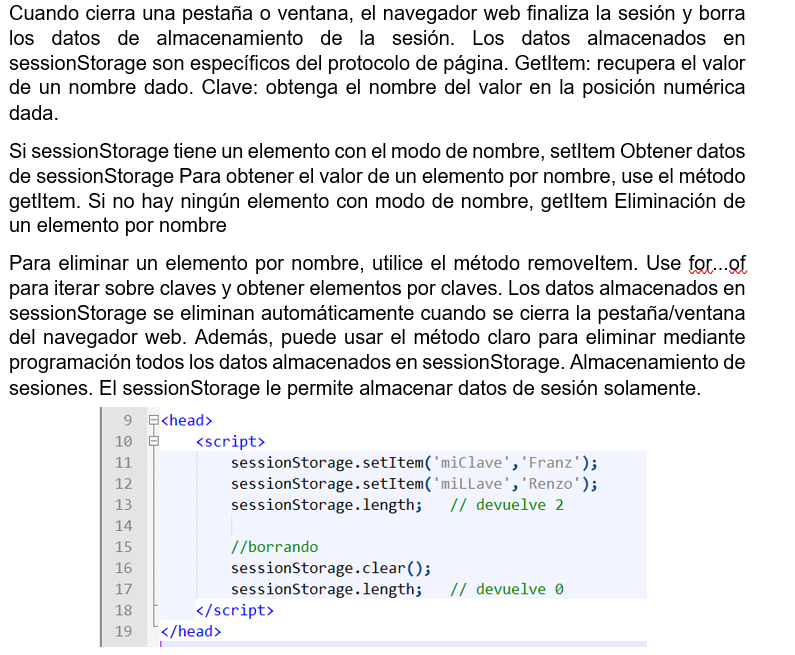 Cuando cierra una pestaña o ventana, el navegador web finaliza la sesión y borra
los datos de almacenamiento de la sesión. Los datos almacenados en
sessionStorage son específicos del protocolo de página. GetItem: recupera el valor
de un nombre dado. Clave: obtenga el nombre del valor en la posición numérica
dada.
Si sessionStorage tiene un elemento con el modo de nombre, setItem Obtener datos
de sessionStorage Para obtener el valor de un elemento por nombre, use el método
getItem. Si no hay ningún elemento con modo de nombre, getItem Eliminación de
un elemento por nombre
Para eliminar un elemento por nombre, utilice el método removeItem. Use for...of
para iterar sobre claves y obtener elementos por claves. Los datos almacenados en
sessionStorage se eliminan automáticamente cuando se cierra la pestaña/ventana
del navegador web. Además, puede usar el método claro para eliminar mediante
programación todos los datos almacenados en sessionStorage. Almacenamiento de
sesiones. El sessionStorage le permite almacenar datos de sesión solamente.
9 <head>
10 <script>
11 sessionStorage.setItem('miClave','Franz');
12 sessionStorage.setItem('miLLave','Renzo');
13 sessionStorage.length; // devuelve 2
14
15 //borrando
16 sessionStorage.clear();
17 sessionStorage.length; // devuelve 0
18 </script>
19 </head>